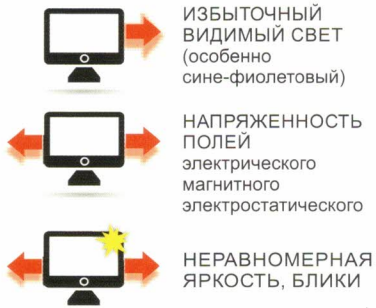 ИЗБЫТОЧНЫЙ
ВИДИМЫЙ СВЕТ
(особенно
сине-фиолетовый)
НАПРЯЖЕННОСТЬ
ПОЛЕЙ
электрического
магнитного
электростатического
НЕРАВНОМЕРНАЯ
ЯРКОСТЬ, БЛИКИ